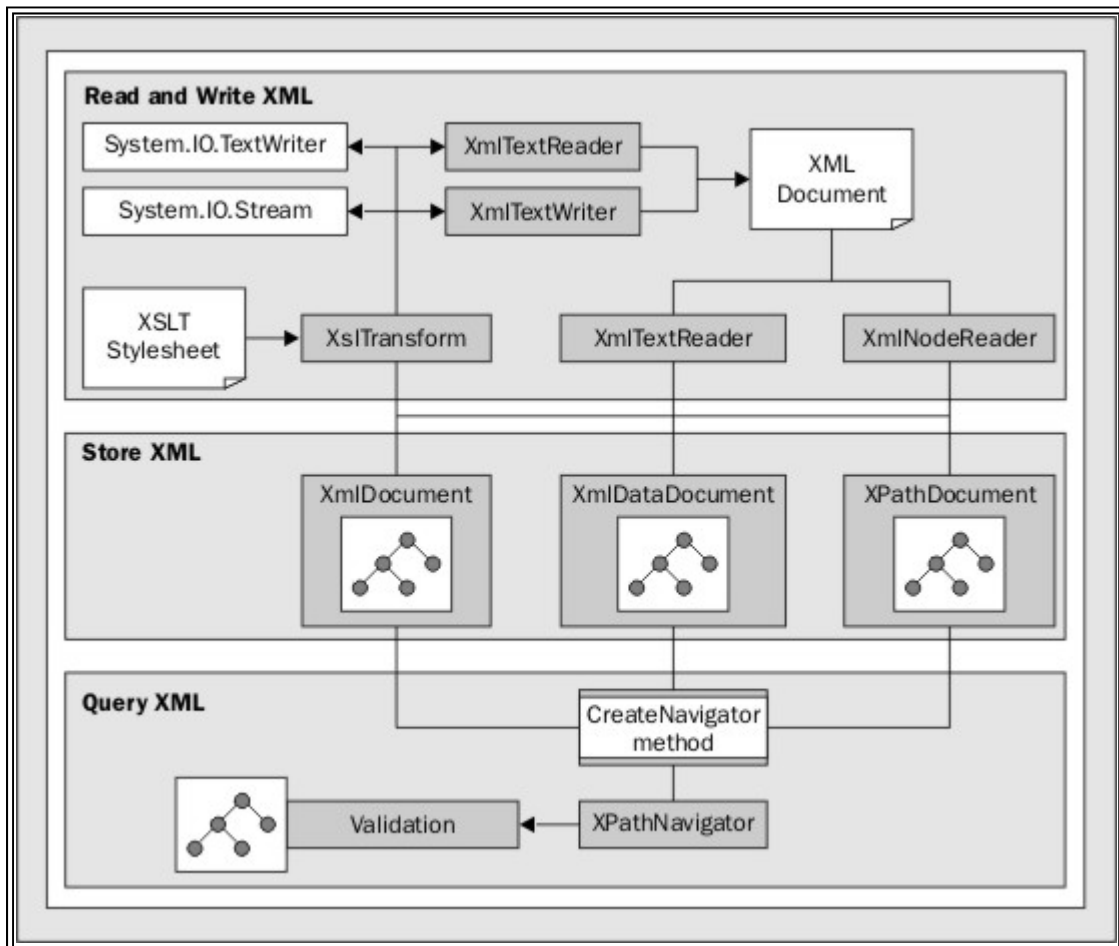 Read and Write XML
System.IO.TextWriter
XmlTextReader
XML
Document
System.IO.Stream
XmlTextWriter
XSLT
Stylesheet
XslTransform
XmlTextReader
XmlNodeReader
Store XML
XmlDocument
XmlDataDocument
XPathDocument
Query XML
CreateNavigator
method
Validation
XPathNavigator